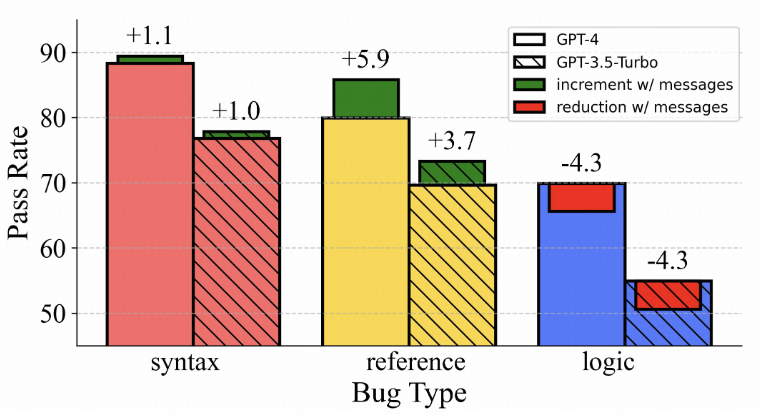 +1.1
+1.0
+5.9
+3.7
-4.3
-4.3
GPT-4
GPT-3.5-Turbo
increment w/ messages
reduction w/ messages
Pass Rate
90
80
70
60
50
syntax
reference
logic
Bug Type